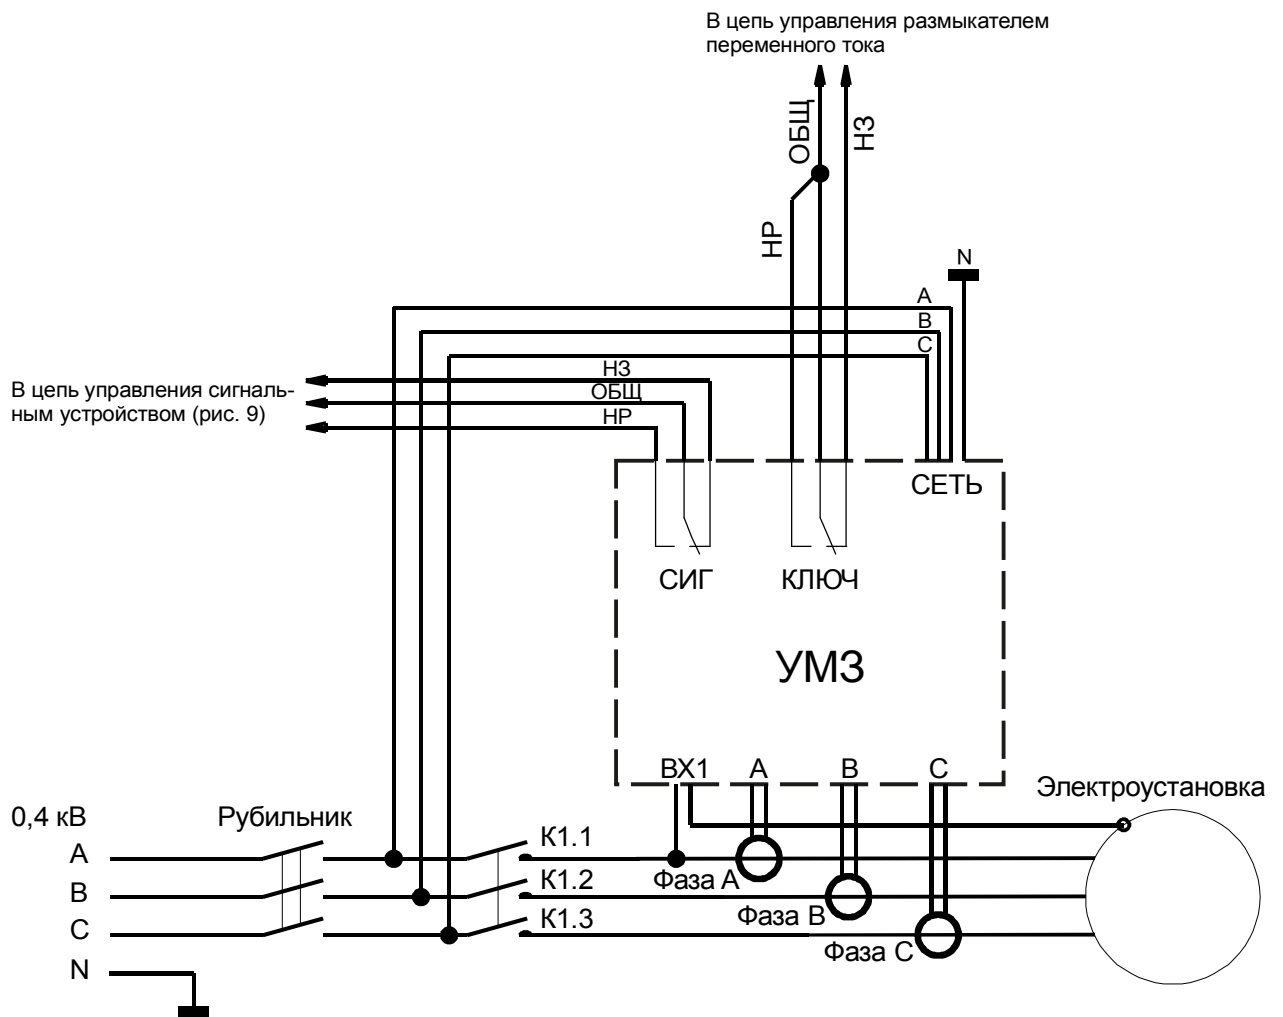 В цепь управления размыкателем
переменного тока
ОБЩ
НЗ
НР
N
А
В
С
НЗ
ОБЩ
НР
В цепь управления сигналь-
ным устройством (рис. 9)
СЕТЬ
СИГ
КЛЮЧ
УМЗ
ВХ1
А
В
С
Электроустановка
0,4 кВ
Рубильник
А
В
С
N
К1.1
К1.2
К1.3
Фаза А
Фаза В
Фаза С